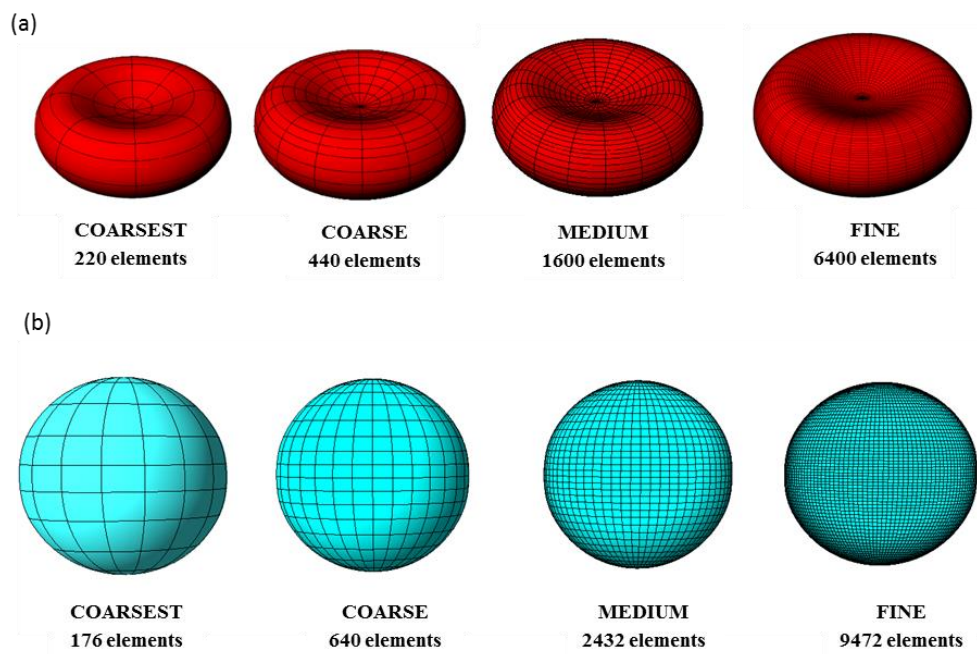 (a)
COARSEST
220 elements
COARSE
440 elements
MEDIUM
1600 elements
FINE
6400 elements
(b)
COARSEST
176 elements
COARSE
640 elements
MEDIUM
2432 elements
FINE
9472 elements